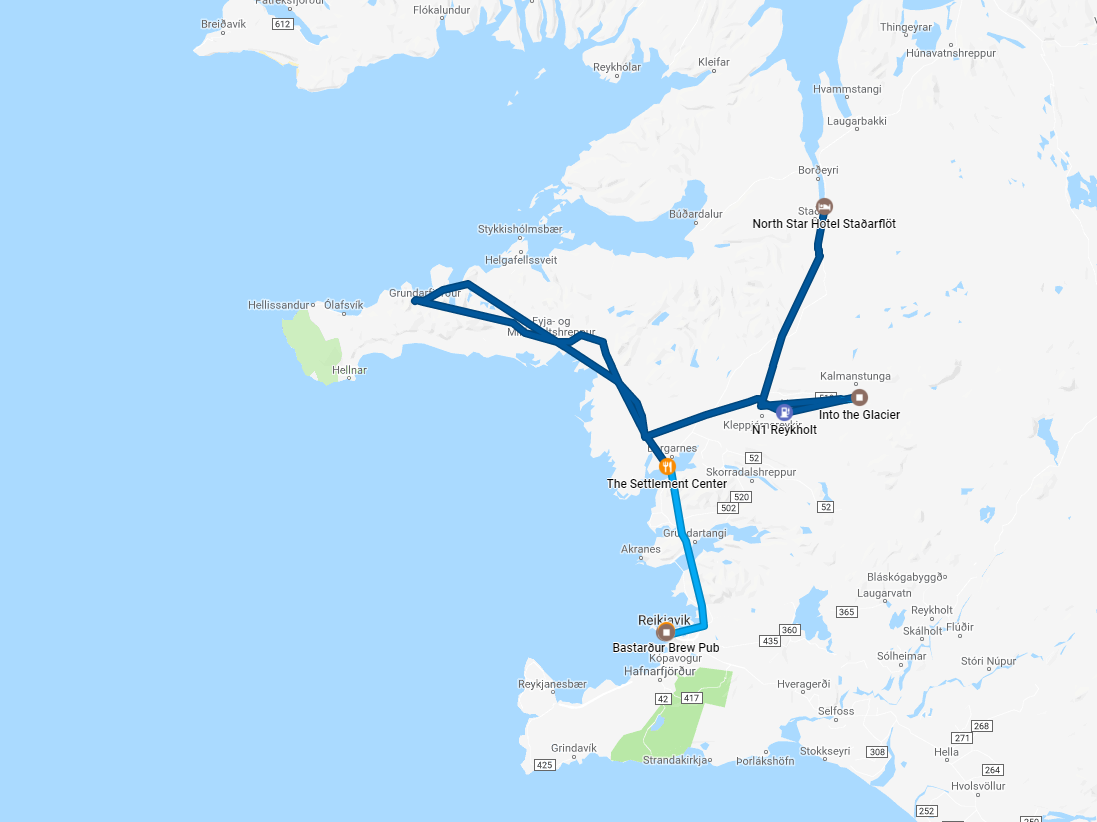 Patreksfjörður
Flókalundur
Breiðavík
612
Thingeyrar
Húnavatnshreppur
Kleifar
Reykhólar
Hvammstangi
Laugarbakki
Borðeyri
Sta
Búðardalur
North Star Hotel Staðarflöt
Stykkishólmsbær
Helgafellssveit
Grundarfjörður
Hellissandur
Ólafsvík
Eyja- og
Miklaholtshreppur
Hellnar
Kalmanstunga
518
Into the Glacier
Kleppjárnsreykir
N1 Reykholt
Borgarnes
52
Skorradalshreppur
The Settlement Center
520
502
52
Grundartangi
Akranes
Bláskógabyggð
Laugarvatn
365
Reykholt
Reikiavik
360
435
Skálholt
Flúðir
Bastarður Brew Pub
Kópavogur
Sólheimar
Stóri Núpur
Hafnarfjörður
Reykjanesbær
42
417
Hveragerði
Selfoss
268
271
Grindavík
Stokkseyri
308
Hella
425
Strandakirkja
Þorlákshöfn
264
Hvolsvöllur
252
250